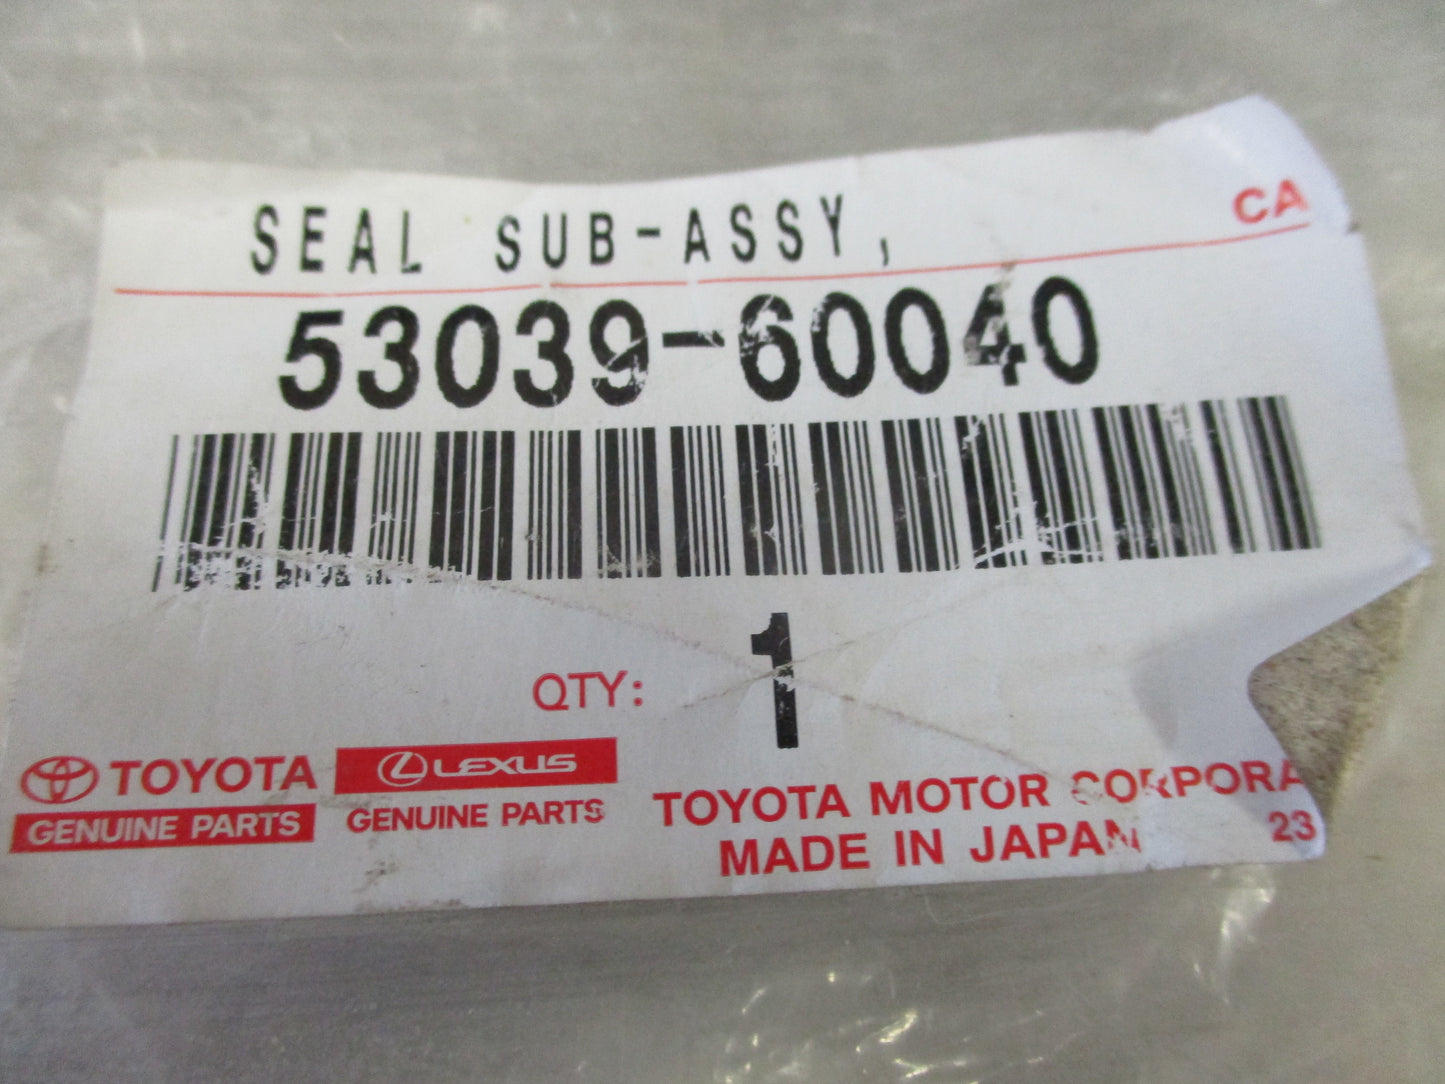 CA
SEAL SUB-ASSY,
53039-60040
QTY: 1
TOYOTA
GENUINE PARTS
LEXUS
GENUINE PARTS
TOYOTA MOTOR CORPORA
MADE IN JAPAN 23